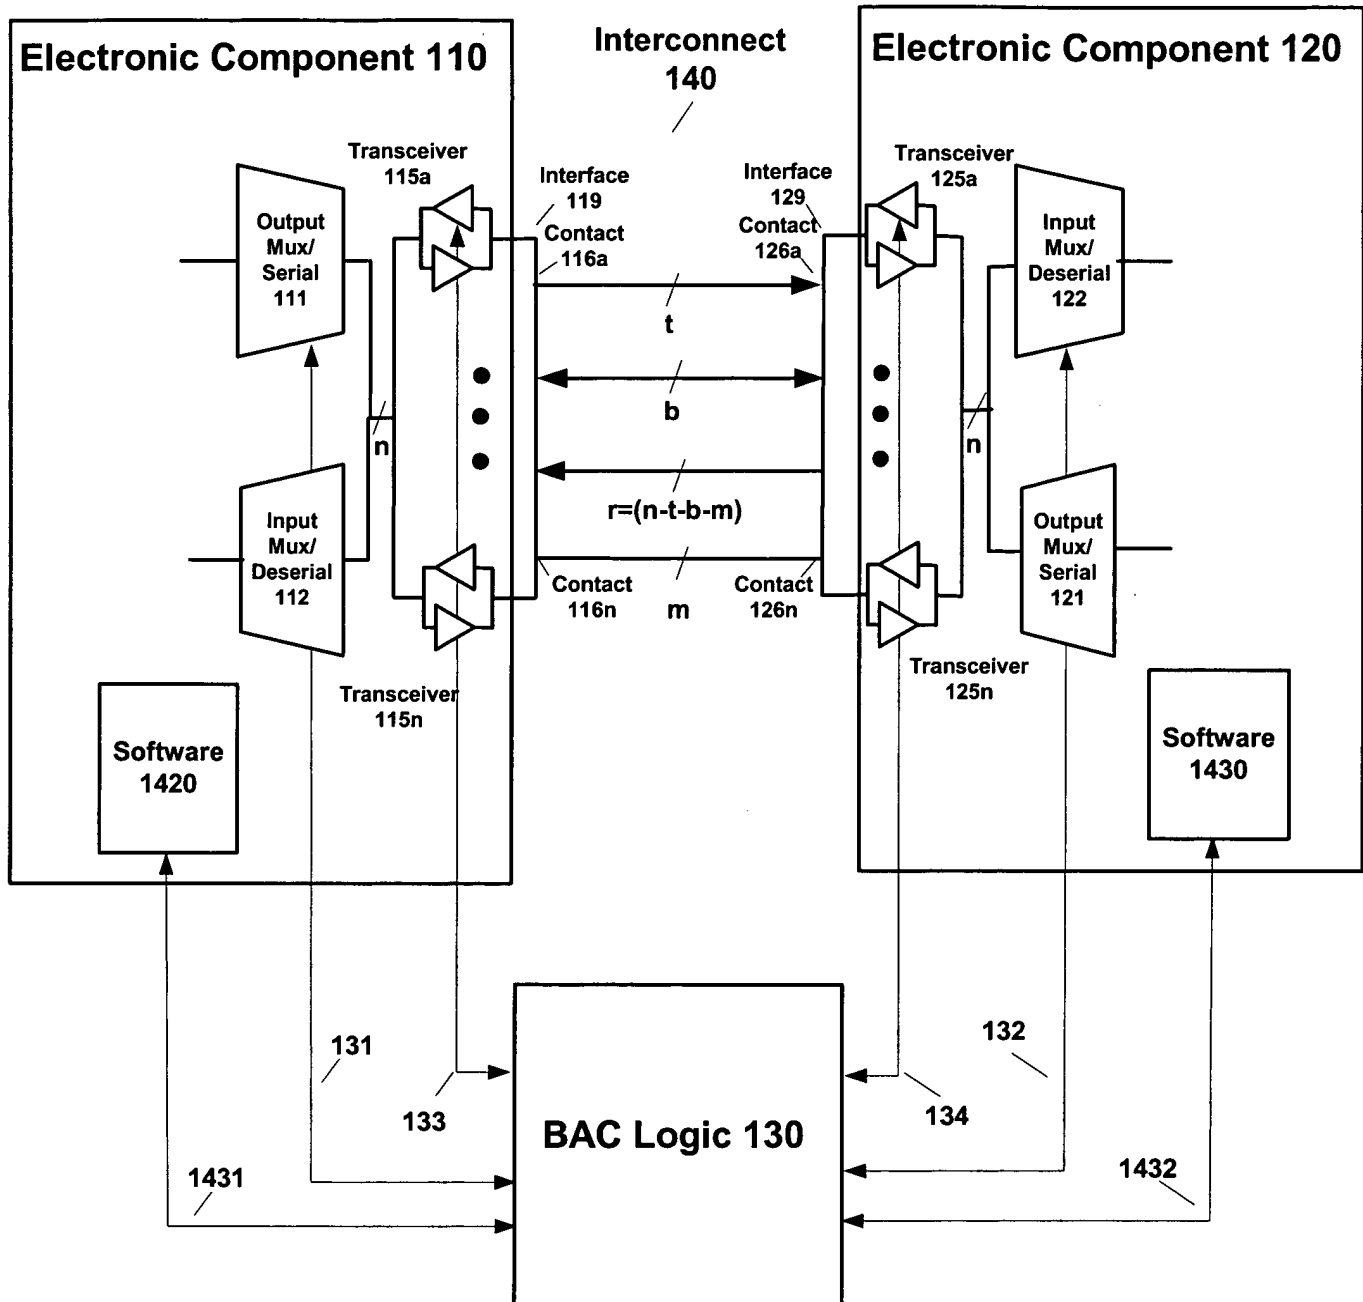 Electronic Component 110
Interconnect
140
Electronic Component 120
Transceiver
115a
Interface
119
Contact
116a
Interface
129
Contact
126a
Transceiver
125a
Output
Mux/
Serial
111
Input
Mux/
Deserial
122
t
b
n
n
r=(n-t-b-m)
Input
Mux/
Deserial
112
Output
Mux/
Serial
121
Contact
116n
m
Contact
126n
Transceiver
115n
Transceiver
125n
Software
1420
Software
1430
131
133
132
134
BAC Logic 130
1431
1432